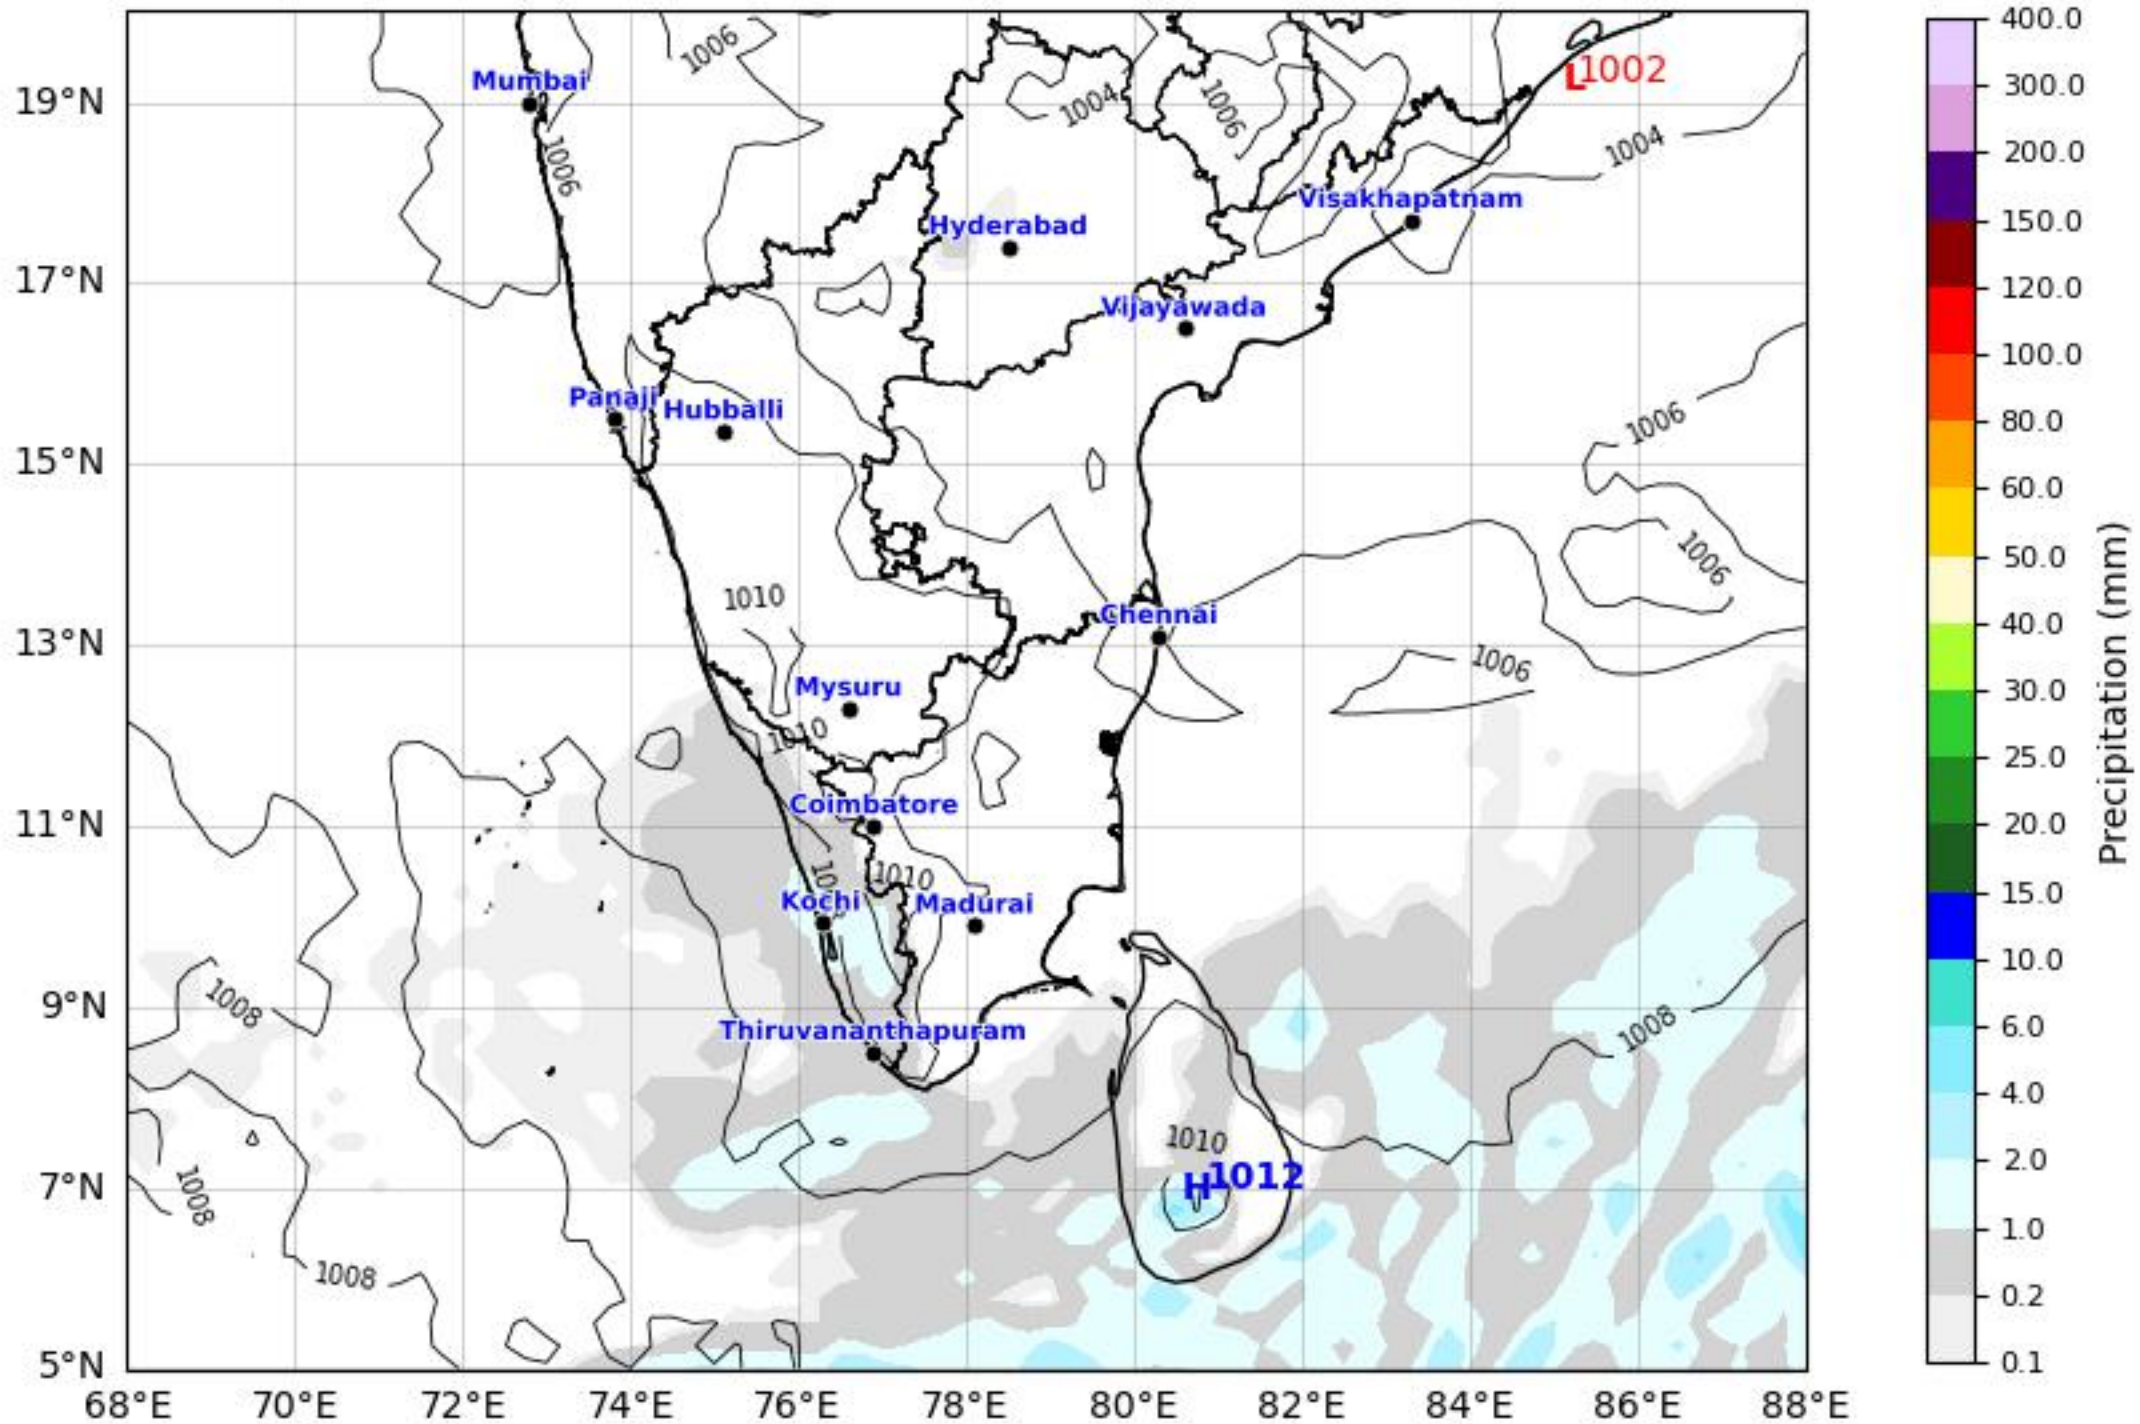 400.0
300.0
200.0
150.0
120.0
100.0
80.0
60.0
50.0
40.0
30.0
25.0
20.0
15.0
10.0
6.0
4.0
2.0
1.0
0.2
0.1
Precipitation (mm)
19°N
17°N
15°N
13°N
11°N
9°N
7°N
5°N
68°E
70°E
72°E
74°E
76°E
78°E
80°E
82°E
84°E
86°E
88°E
1006
L1002
Mumbai
1004
1006
1004
1006
Visakhapatnam
Hyderabad
Vijayawada
Panaji
Hubballi
1006
1006
1010
Chennai
1006
Mysuru
1010
Coimbatore
1010
Kochi
Madurai
1008
Thiruvananthapuram
1008
1010
H1012
1008
1008